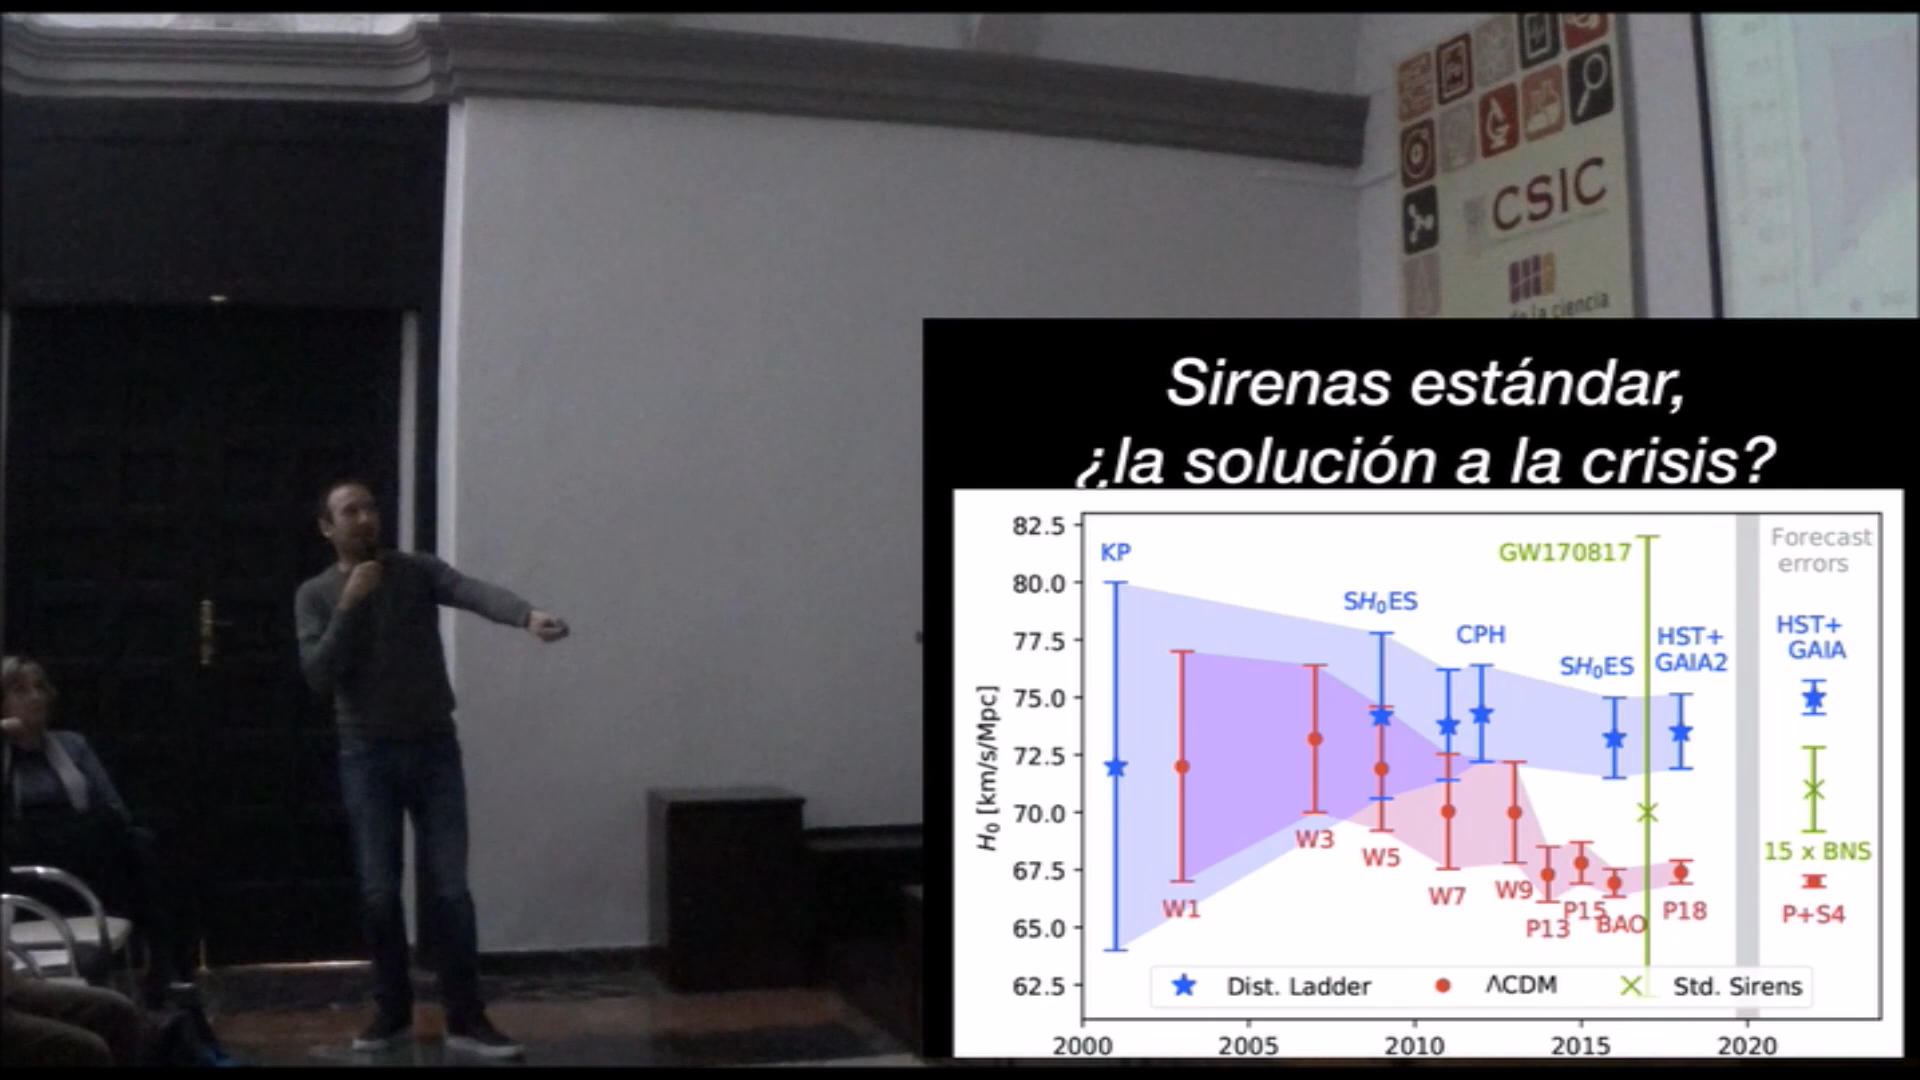 CSIC
de la ciencia
Sirenas estándar,
¿la solución a la crisis?
82.5
80.0
77.5
75.0
72.5
70.0
67.5
65.0
62.5
H₀ [km/s/Mpc]
KP
SH₀ES
CPH
SH₀ES
GW170817
HST+
GAIA2
Forecast
errors
HST+
GAIA
15 x BNS
P+S4
W1
W3
W5
W7
W9
P13
P15
BAO
P18
Dist. Ladder
ΛCDM
Std. Sirens
2000
2005
2010
2015
2020